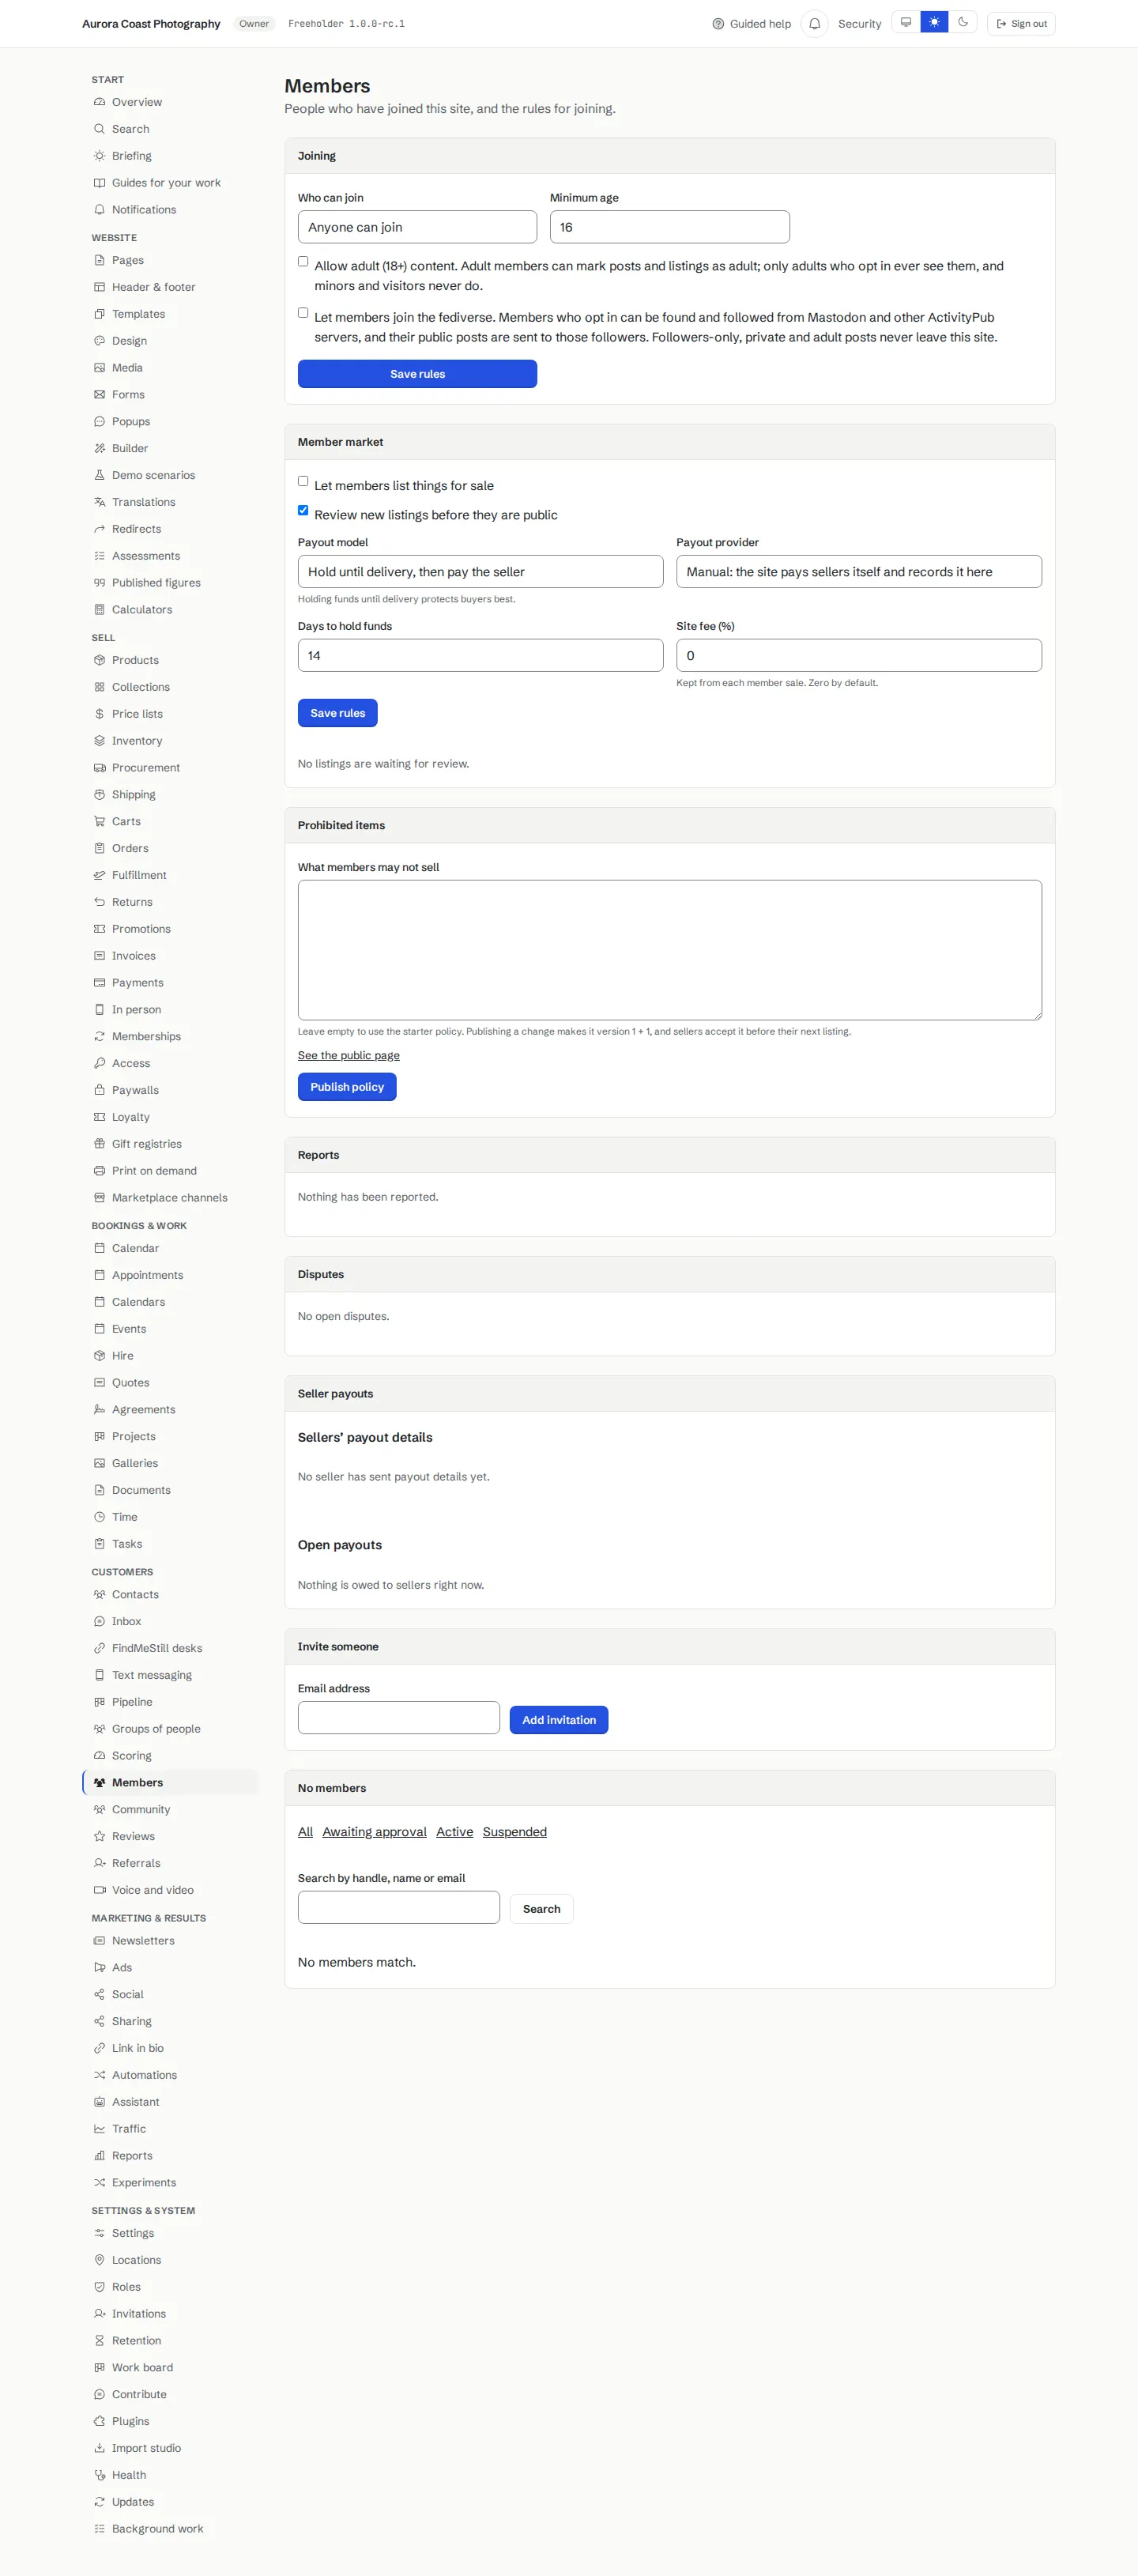 Aurora Coast Photography Owner Freeholder 1.0.0-rc.1
Guided help Security Sign out
START
Overview
Search
Briefing
Guides for your work
Notifications
WEBSITE
Pages
Header & footer
Templates
Design
Media
Forms
Popups
Builder
Demo scenarios
Translations
Redirects
Assessments
Published figures
Calculators
SELL
Products
Collections
Price lists
Inventory
Procurement
Shipping
Carts
Orders
Fulfillment
Returns
Promotions
Invoices
Payments
In person
Memberships
Access
Paywalls
Loyalty
Gift registries
Print on demand
Marketplace channels
BOOKINGS & WORK
Calendar
Appointments
Calendars
Events
Hire
Quotes
Agreements
Projects
Galleries
Documents
Time
Tasks
CUSTOMERS
Contacts
Inbox
FindMeStill desks
Text messaging
Pipeline
Groups of people
Scoring
Members
Community
Reviews
Referrals
Voice and video
MARKETING & RESULTS
Newsletters
Ads
Social
Sharing
Link in bio
Automations
Assistant
Traffic
Reports
Experiments
SETTINGS & SYSTEM
Settings
Locations
Roles
Invitations
Retention
Work board
Contribute
Plugins
Import studio
Health
Updates
Background work
Members
People who have joined this site, and the rules for joining.
Joining
Who can join Minimum age
Anyone can join 16
Allow adult (18+) content. Adult members can mark posts and listings as adult; only adults who opt in ever see them, and
minors and visitors never do.
Let members join the fediverse. Members who opt in can be found and followed from Mastodon and other ActivityPub
servers, and their public posts are sent to those followers. Followers-only, private and adult posts never leave this site.
Save rules
Member market
Let members list things for sale
Review new listings before they are public
Payout model Payout provider
Hold until delivery, then pay the seller Manual: the site pays sellers itself and records it here
Holding funds until delivery protects buyers best.
Days to hold funds Site fee (%)
14 0
Kept from each member sale. Zero by default.
Save rules
No listings are waiting for review.
Prohibited items
What members may not sell
Leave empty to use the starter policy. Publishing a change makes it version 1 + 1, and sellers accept it before their next listing.
See the public page
Publish policy
Reports
Nothing has been reported.
Disputes
No open disputes.
Seller payouts
Sellers’ payout details
No seller has sent payout details yet.
Open payouts
Nothing is owed to sellers right now.
Invite someone
Email address
Add invitation
No members
All Awaiting approval Active Suspended
Search by handle, name or email
Search
No members match.